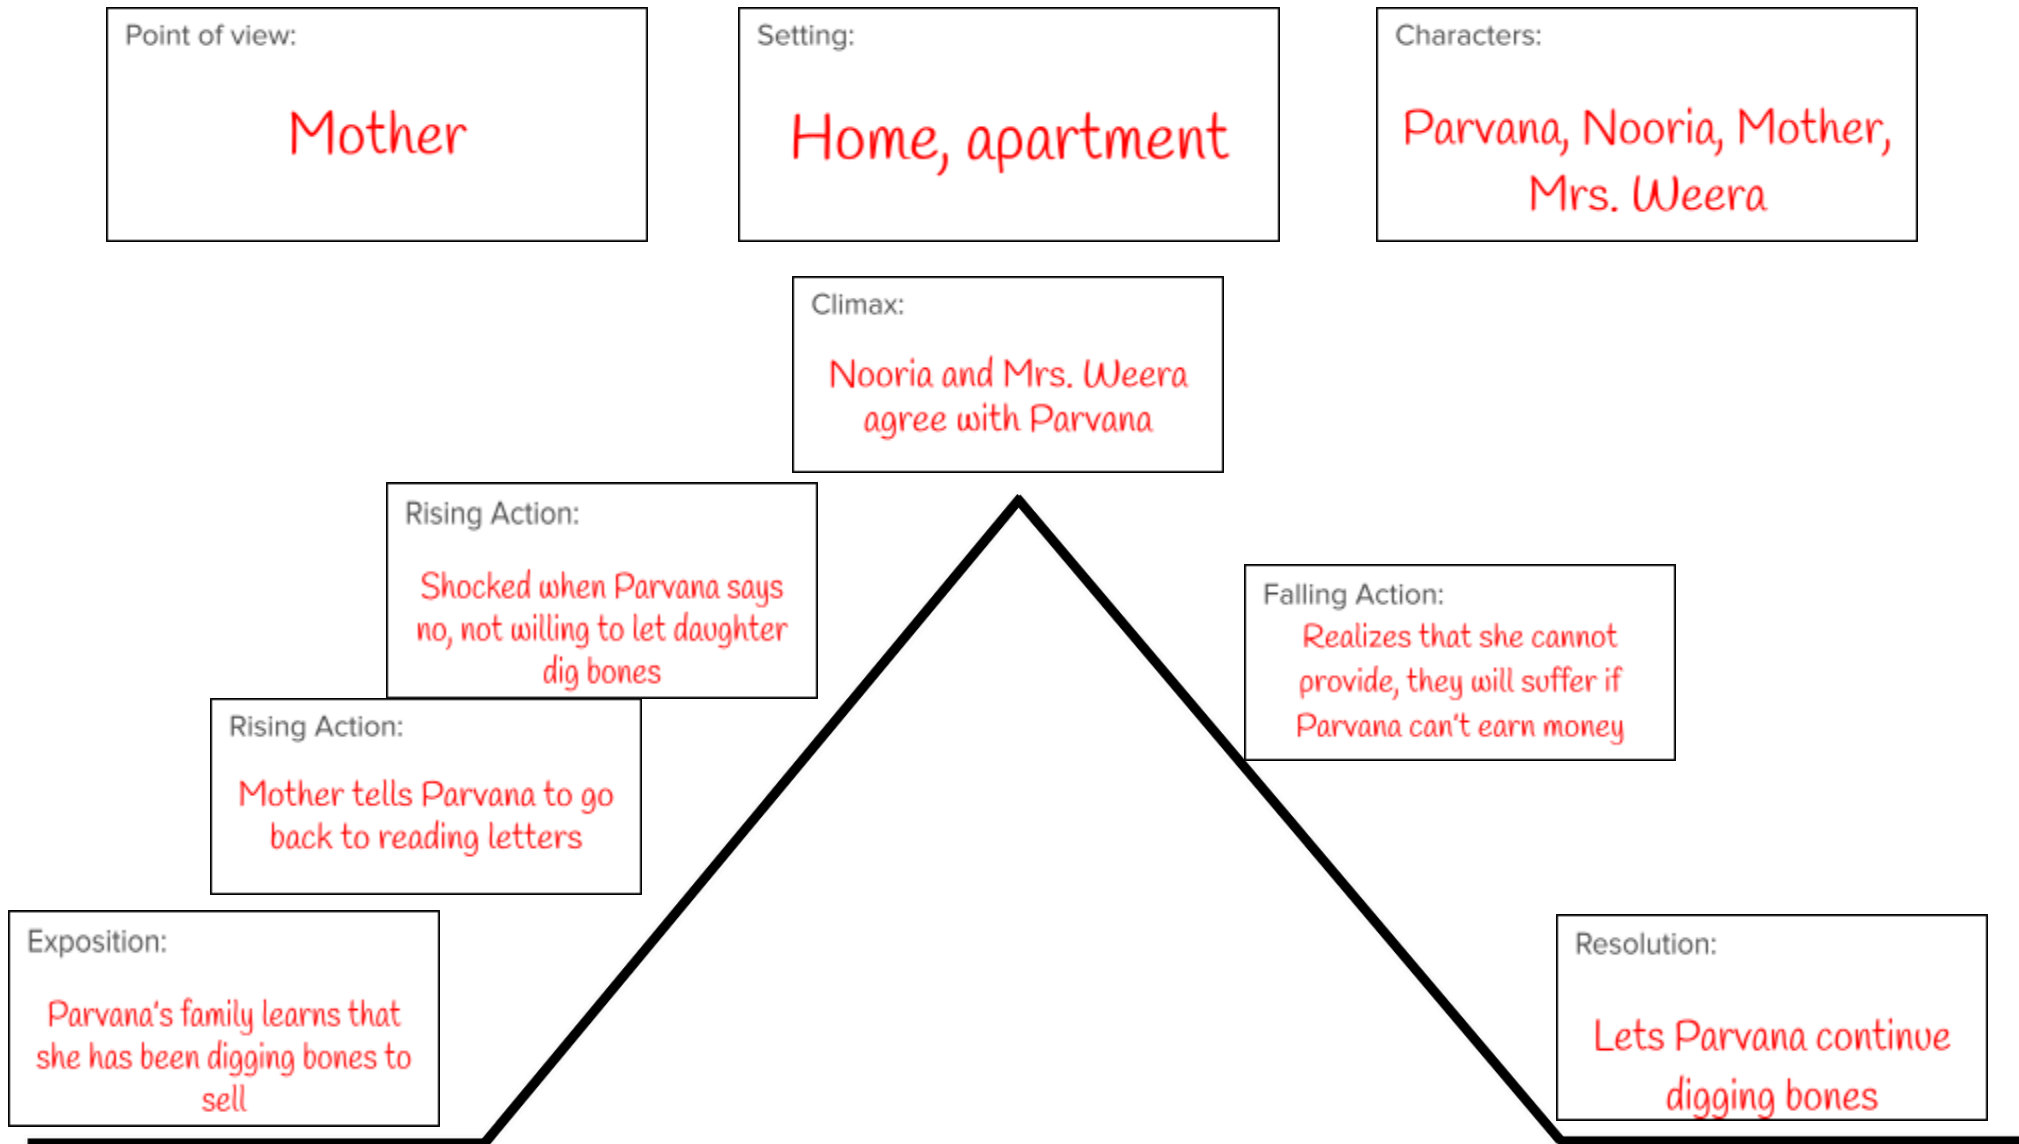 Point of view:
Mother
Setting:
Home, apartment
Characters:
Parvana, Nooria, Mother,
Mrs. Weera
Climax:
Nooria and Mrs. Weera
agree with Parvana
Rising Action:
Shocked when Parvana says
no, not willing to let daughter
dig bones
Rising Action:
Mother tells Parvana to go
back to reading letters
Exposition:
Parvana's family learns that
she has been digging bones to
sell
Falling Action:
Realizes that she cannot
provide, they will suffer if
Parvana can't earn money
Resolution:
Lets Parvana continue
digging bones